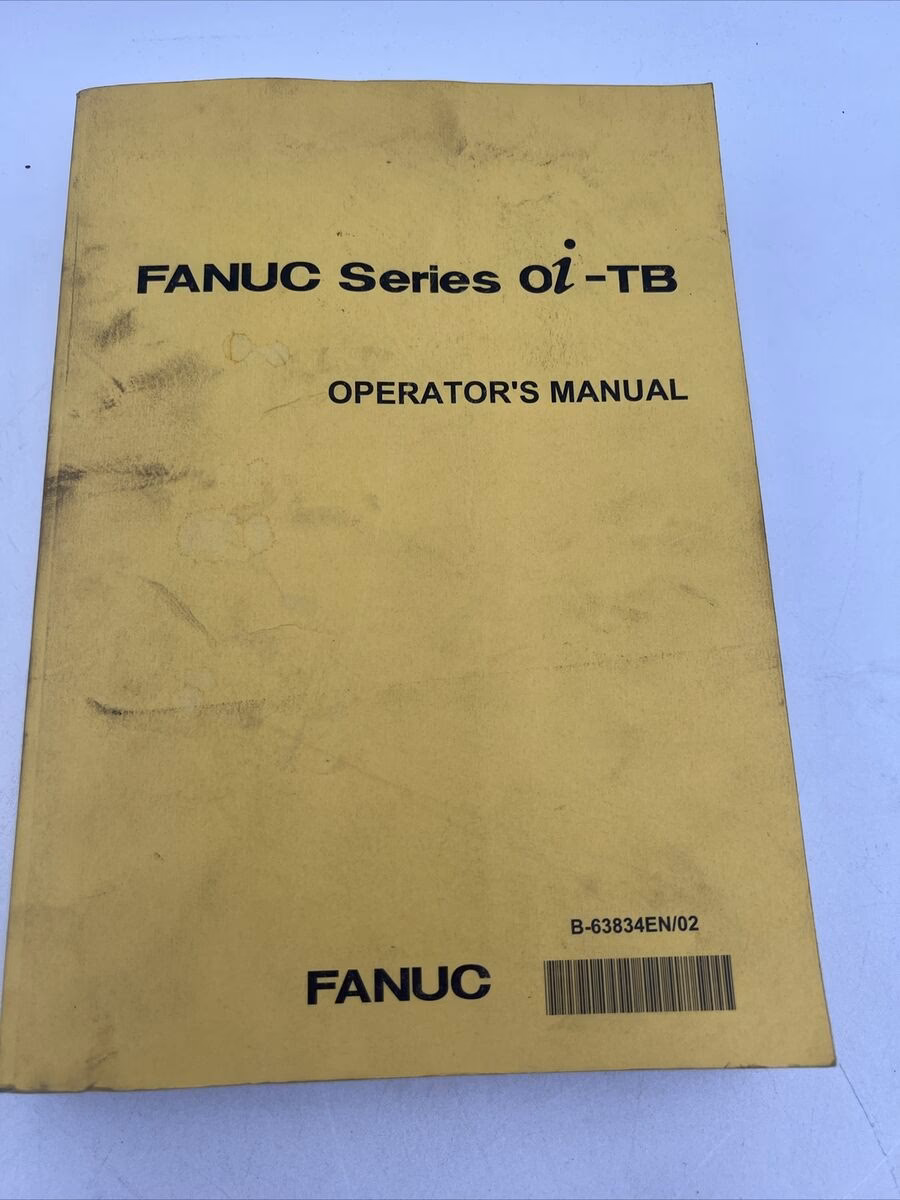 FANUC Series 0i-TB
OPERATOR'S MANUAL
B-63834EN/02
FANUC